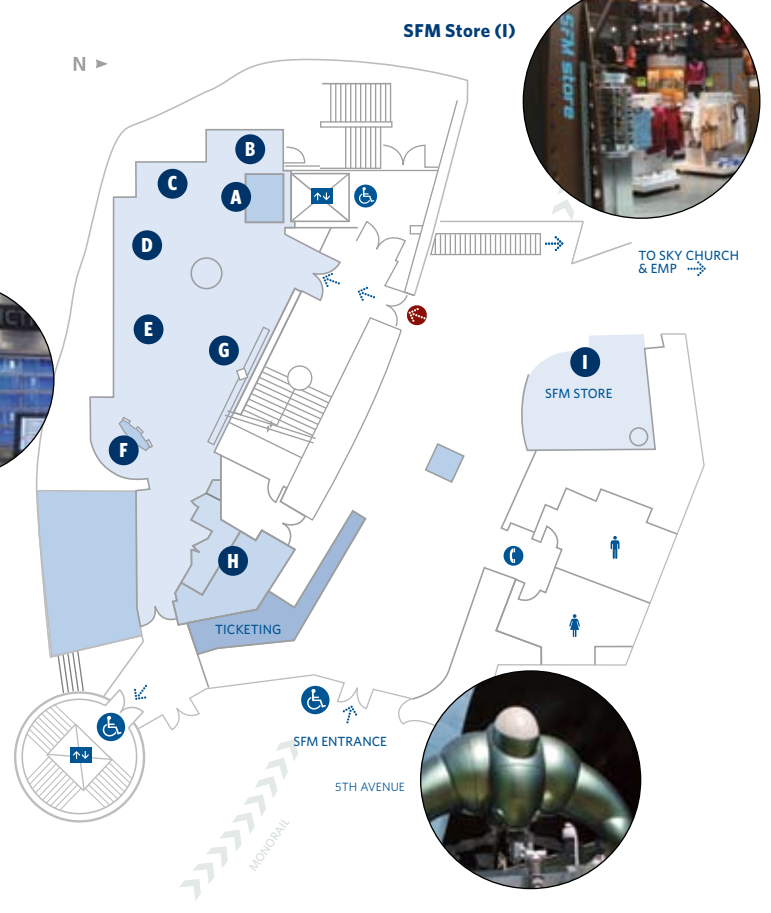 SFM Store (I)
SFM store
N
B
C
A
D
TO SKY CHURCH
& EMP
E
G
I
SFM STORE
F
H
TICKETING
SFM ENTRANCE
5TH AVENUE
MONORAIL